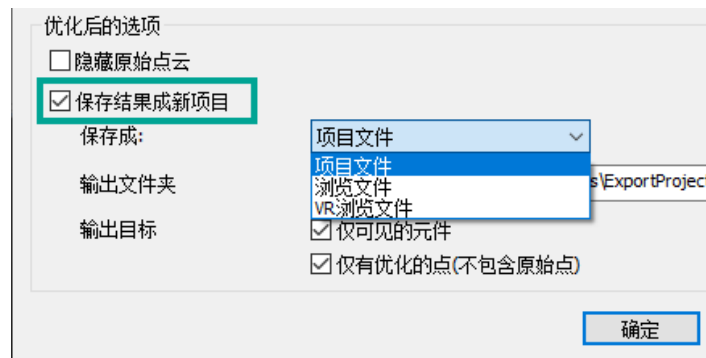 优化后的选项
隐藏原始点云
保存结果成新项目
保存成: 项目文件
项目文件
浏览文件
VR浏览文件
输出文件夹 s\ExportProject
输出目标 仅可见的元件
仅有优化的点(不包含原始点)
确定